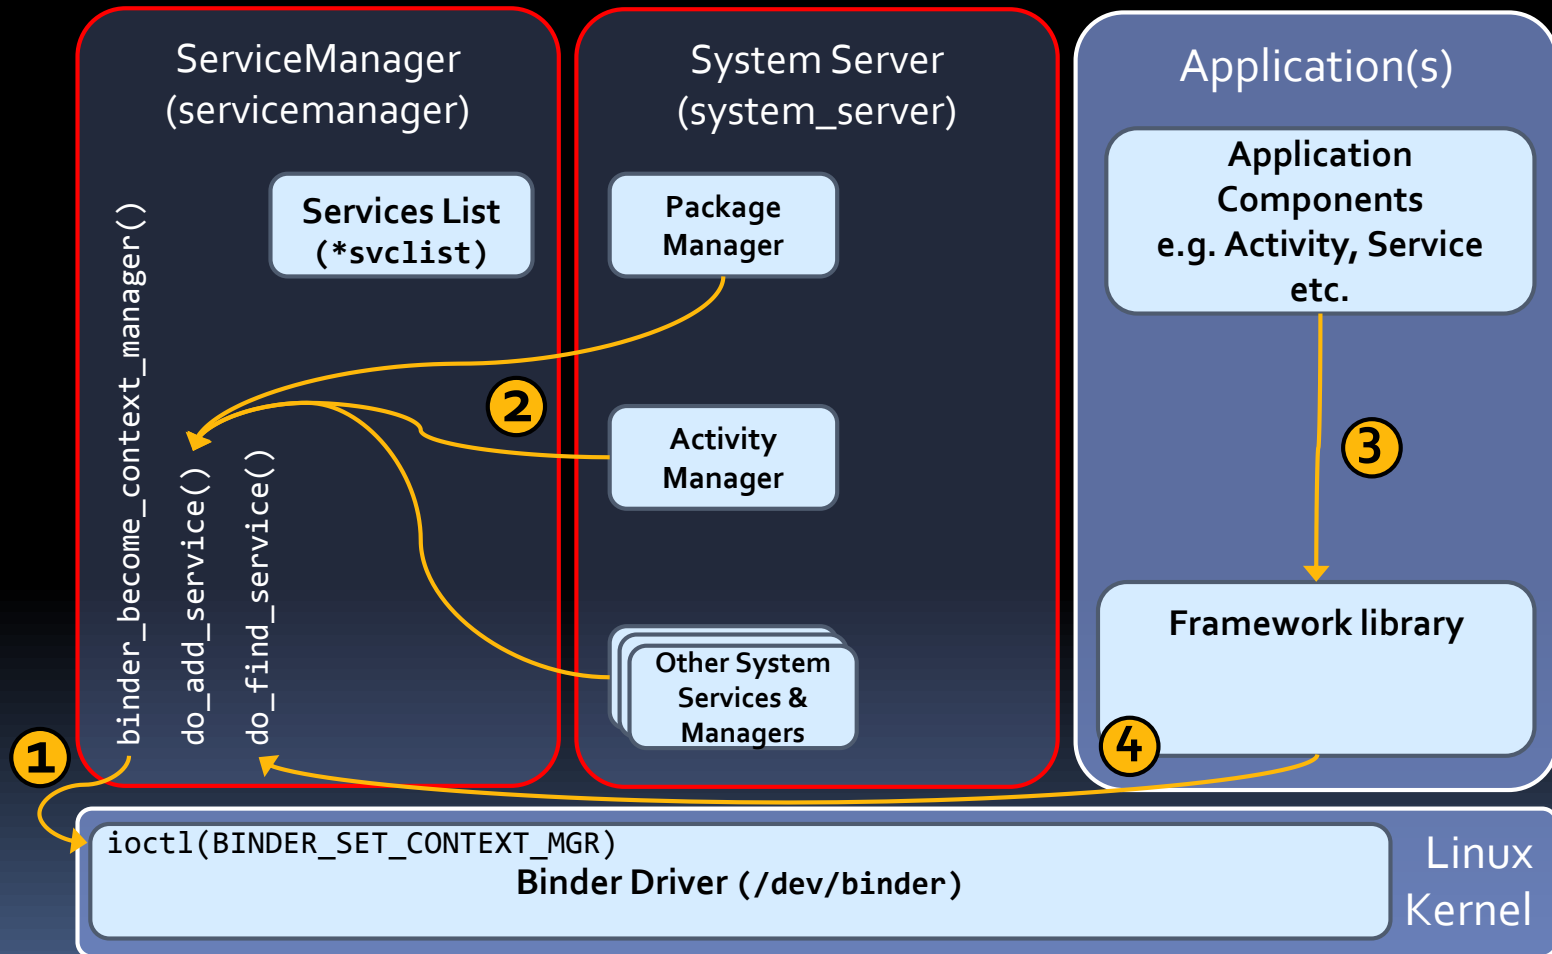 ServiceManager
(servicemanager)
System Server
(system_server)
Application(s)
binder_become_context_manager()
do_add_service()
do_find_service()
Services List
(*svclist)
Package
Manager
Activity
Manager
Other System
Services &
Managers
Application
Components
e.g. Activity, Service
etc.
Framework library
1
2
3
4
ioctl(BINDER_SET_CONTEXT_MGR)
Binder Driver (/dev/binder)
Linux
Kernel